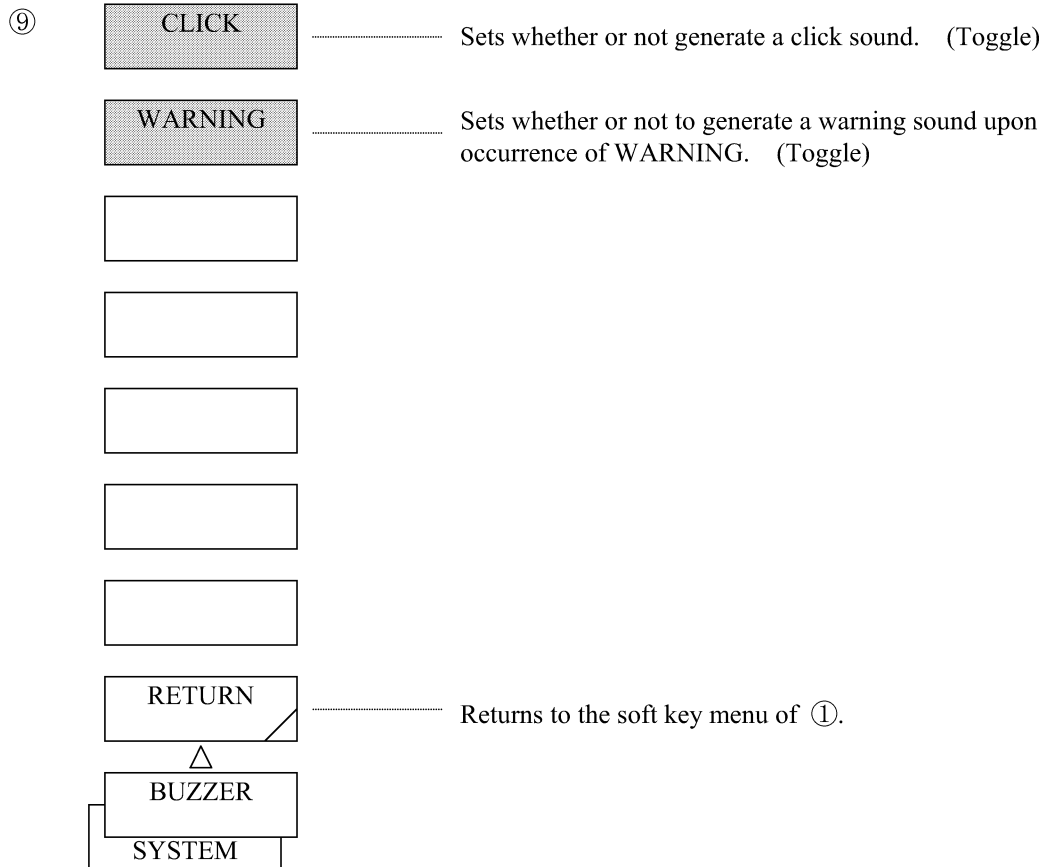 ⑨
CLICK
Sets whether or not generate a click sound. (Toggle)
WARNING
Sets whether or not to generate a warning sound upon
occurrence of WARNING. (Toggle)
RETURN
Returns to the soft key menu of ①.
BUZZER
SYSTEM